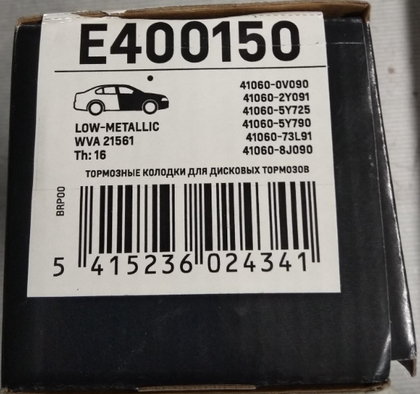 E400150
41060-0V090
41060-2Y091
41060-5Y725
41060-5Y790
41060-73L91
41060-8J090
LOW-METALLIC
WVA 21561
Th: 16
ТОРМОЗНЫЕ КОЛОДКИ ДЛЯ ДИСКОВЫХ ТОРМОЗОВ
BRP00
5 415236 024341